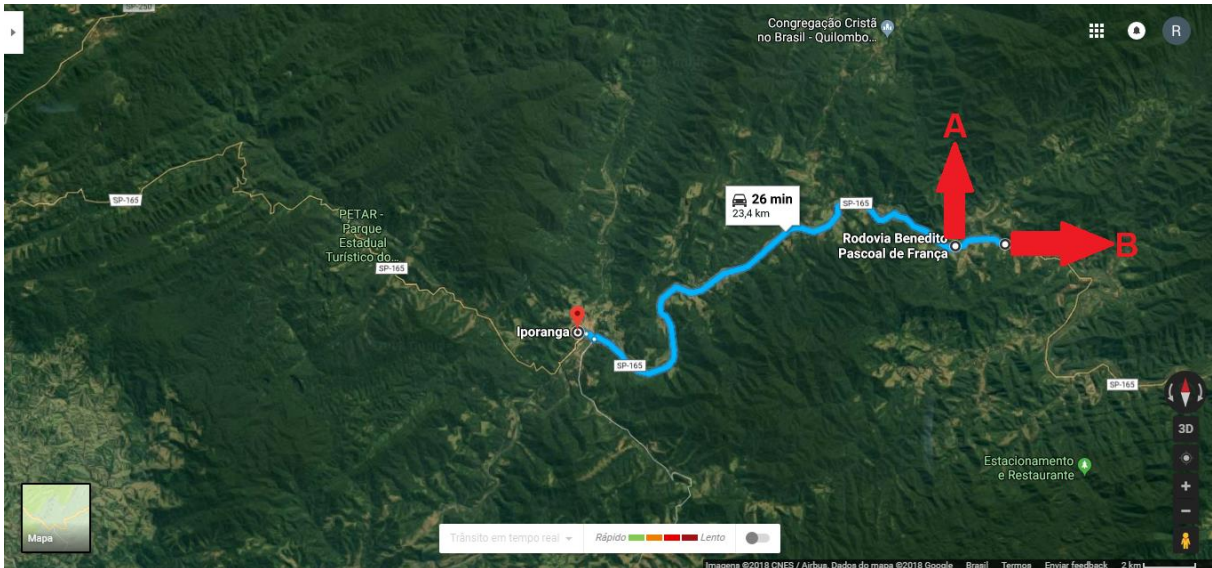 SP-250
Congregação Cristã
no Brasil - Quilombo...
R
A
SP-165
26 min
23,4 km
SP-165
PETAR -
Parque
Estadual
Turístico do...
SP-165
Rodovia Benedito
Pascoal de França
B
Iporanga
SP-165
SP-165
3D
Estacionamento
e Restaurante
Mapa
Trânsito em tempo real
Rápido
Lento
Imagens ©2018 CNES / Airbus, Dados do mapa ©2018 Google Brasil Termos Enviar feedback 2 km